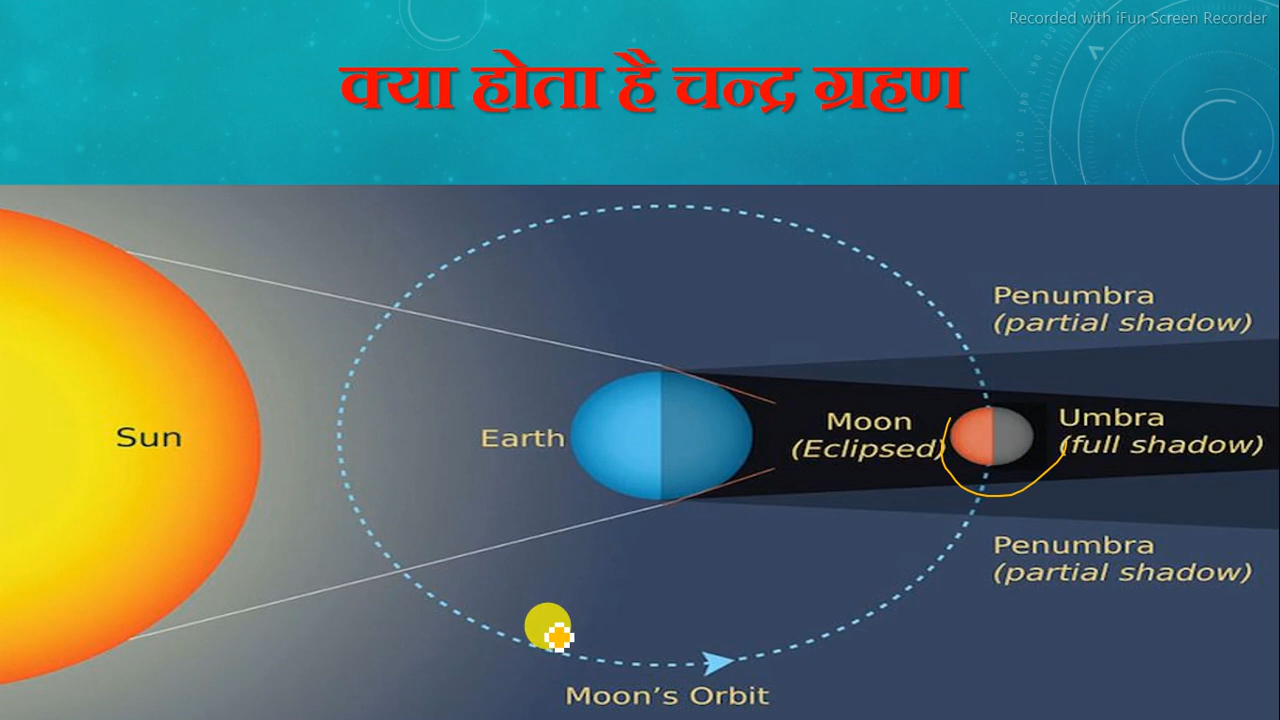 Recorded with iFun Screen Recorder
क्या होता है चन्द्र ग्रहण
Penumbra
(partial shadow)
Sun
Earth
Moon
(Eclipsed)
Umbra
(full shadow)
Penumbra
(partial shadow)
Moon's Orbit